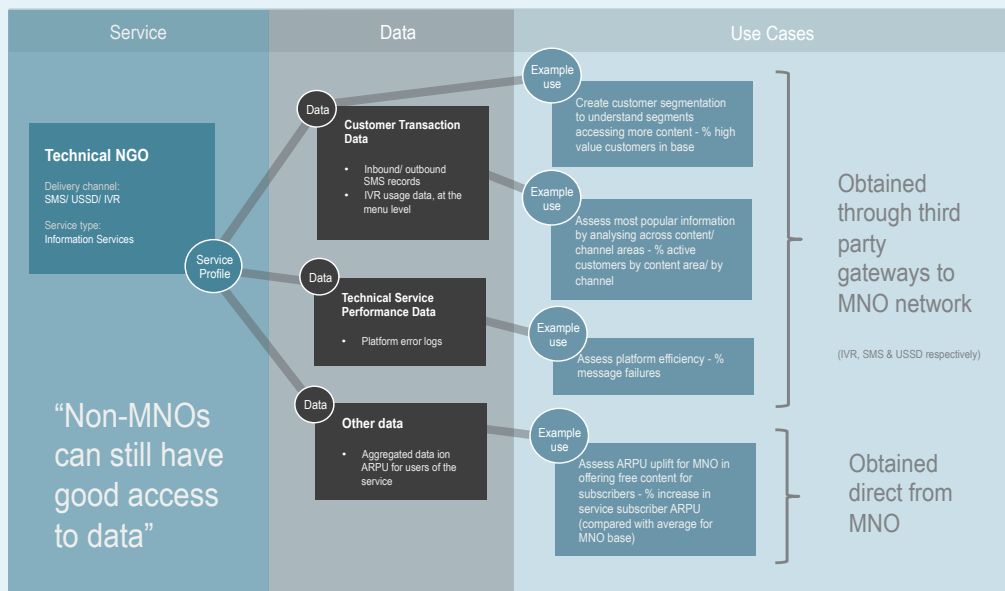 Service
Data
Use Cases
Technical NGO
Delivery channel:
SMS/ USSD/ IVR
Service type:
Information Services
Service
Profile
“Non-MNOs
can still have
good access
to data”
Data
Customer Transaction
Data
• Inbound/ outbound
SMS records
• IVR usage data, at the
menu level
Data
Technical Service
Performance Data
• Platform error logs
Data
Other data
• Aggregated data ion
ARPU for users of the
service
Example
use
Create customer segmentation
to understand segments
accessing more content - % high
value customers in base
Example
use
Assess most popular information
by analysing across content/
channel areas - % active
customers by content area/ by
channel
Example
use
Assess platform efficiency - %
message failures
Example
use
Assess ARPU uplift for MNO in
offering free content for
subscribers - % increase in
service subscriber ARPU
(compared with average for
MNO base)
Obtained
through third
party
gateways to
MNO network
(IVR, SMS & USSD respectively)
Obtained
direct from
MNO